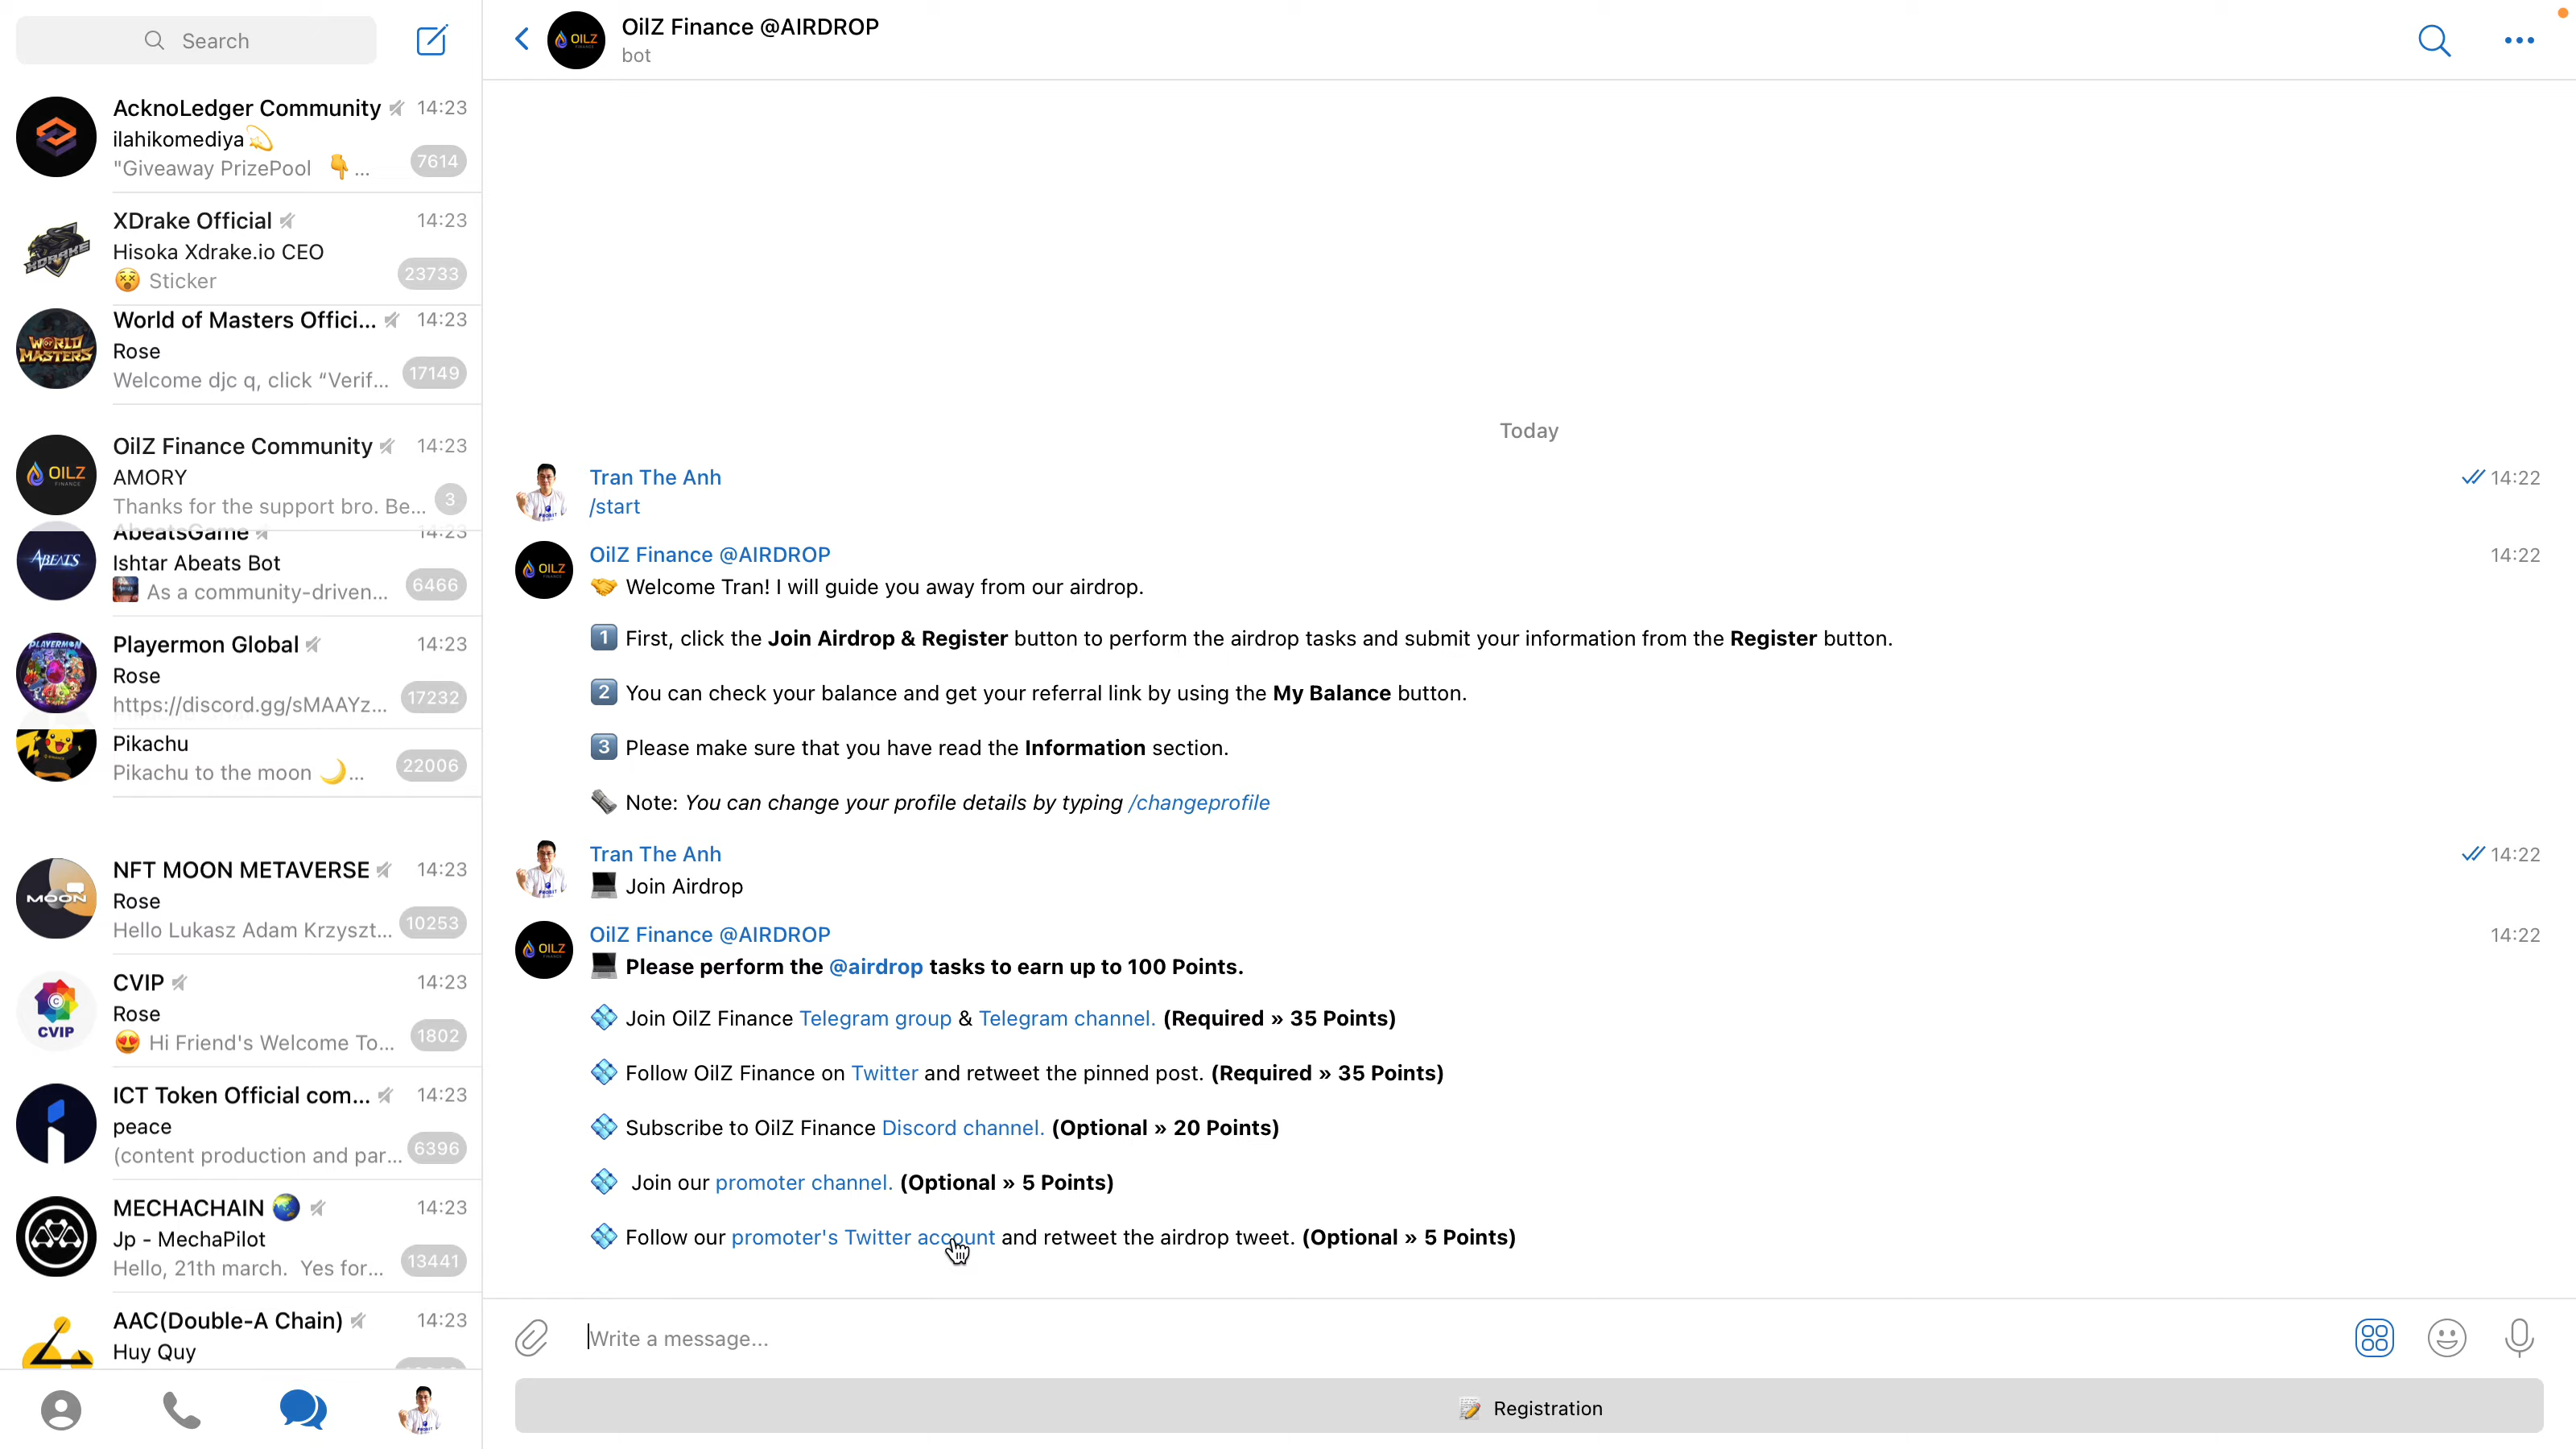 Search
AcknoLedger Community 14:23
ilahikomediya💫
"Giveaway PrizePool 👇 ... 7614
XDrake Official 14:23
Hisoka Xdrake.io CEO
😵 Sticker 23733
World of Masters Offici... 14:23
Rose
Welcome djc q, click “Verif... 17149
OilZ Finance Community 14:23
AMORY
Thanks for the support bro. Be... 3
AbeatsGame 14:23
Ishtar Abeats Bot
As a community-driven... 6466
Playermon Global 14:23
Rose
https://discord.gg/sMAAYz... 17232
Pikachu
Pikachu to the moon 🌙... 22006
NFT MOON METAVERSE 14:23
Rose
Hello Lukasz Adam Krzyszt... 10253
CVIP 14:23
Rose
😍 Hi Friend's Welcome To... 1802
ICT Token Official com... 14:23
peace
(content production and par... 6396
MECHACHAIN 🌏 14:23
Jp - MechaPilot
Hello, 21th march. Yes for... 13441
AAC(Double-A Chain) 14:23
Huy Quy
XDRAKE
WORLD OF MASTERS
OILZ
FINANCE
ABEATS
PLAYERMON
MOON
CVIP
OilZ Finance @AIRDROP
bot
Today
Tran The Anh 14:22
/start
OilZ Finance @AIRDROP 14:22
🤝 Welcome Tran! I will guide you away from our airdrop.
1️⃣ First, click the Join Airdrop & Register button to perform the airdrop tasks and submit your information from the Register button.
2️⃣ You can check your balance and get your referral link by using the My Balance button.
3️⃣ Please make sure that you have read the Information section.
🗞 Note: You can change your profile details by typing /changeprofile
Tran The Anh 14:22
💻 Join Airdrop
OilZ Finance @AIRDROP 14:22
💻 Please perform the @airdrop tasks to earn up to 100 Points.
💠 Join OilZ Finance Telegram group & Telegram channel. (Required » 35 Points)
💠 Follow OilZ Finance on Twitter and retweet the pinned post. (Required » 35 Points)
💠 Subscribe to OilZ Finance Discord channel. (Optional » 20 Points)
💠 Join our promoter channel. (Optional » 5 Points)
💠 Follow our promoter's Twitter account and retweet the airdrop tweet. (Optional » 5 Points)
Write a message...
📝 Registration